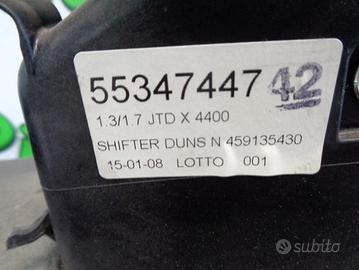 55347447 42
1.3/1.7 JTD X 4400
SHIFTER DUNS N 459135430
15-01-08 LOTTO 001
subito